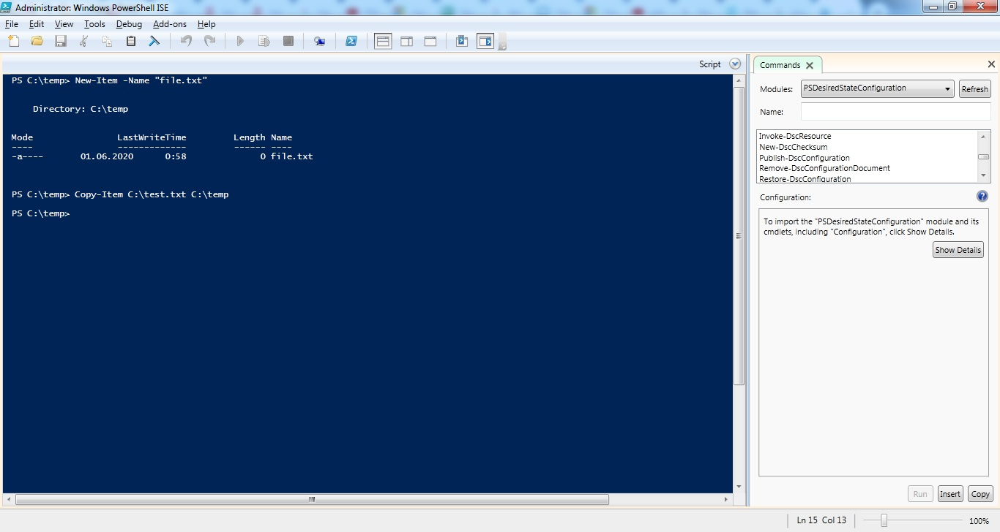 Administrator: Windows PowerShell ISE
File Edit View Tools Debug Add-ons Help
Script
PS C:\temp> New-Item -Name "file.txt"
Directory: C:\temp
Mode LastWriteTime Length Name
---- ------------- ------ ----
-a---- 01.06.2020 0:58 0 file.txt
PS C:\temp> Copy-Item C:\test.txt C:\temp
PS C:\temp>
Commands
Modules: PSDesiredStateConfiguration Refresh
Name:
Invoke-DscResource
New-DscChecksum
Publish-DscConfiguration
Remove-DscConfigurationDocument
Restore-DscConfiguration
Configuration:
To import the "PSDesiredStateConfiguration" module and its
cmdlets, including "Configuration", click Show Details.
Show Details
Run Insert Copy
Ln 15 Col 13 100%